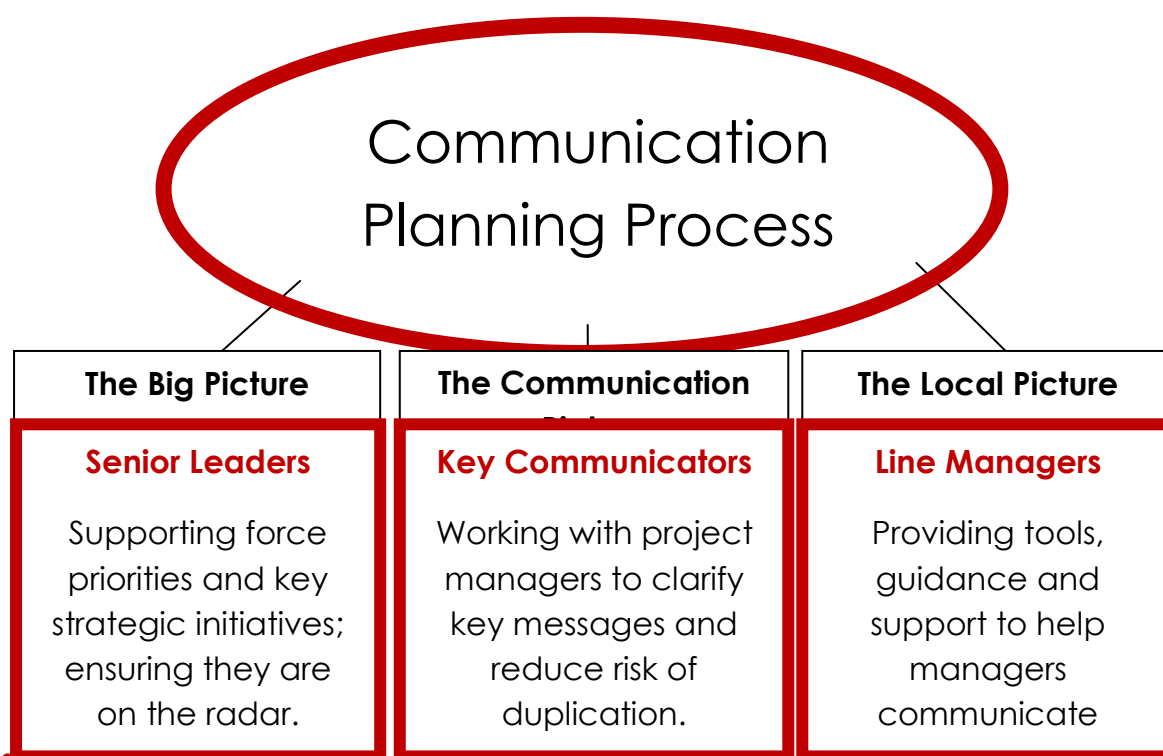 Communication
Planning Process
The Big Picture
Senior Leaders
Supporting force
priorities and key
strategic initiatives;
ensuring they are
on the radar.
The Communication
Key Communicators
Working with project
managers to clarify
key messages and
reduce risk of
duplication.
The Local Picture
Line Managers
Providing tools,
guidance and
support to help
managers
communicate